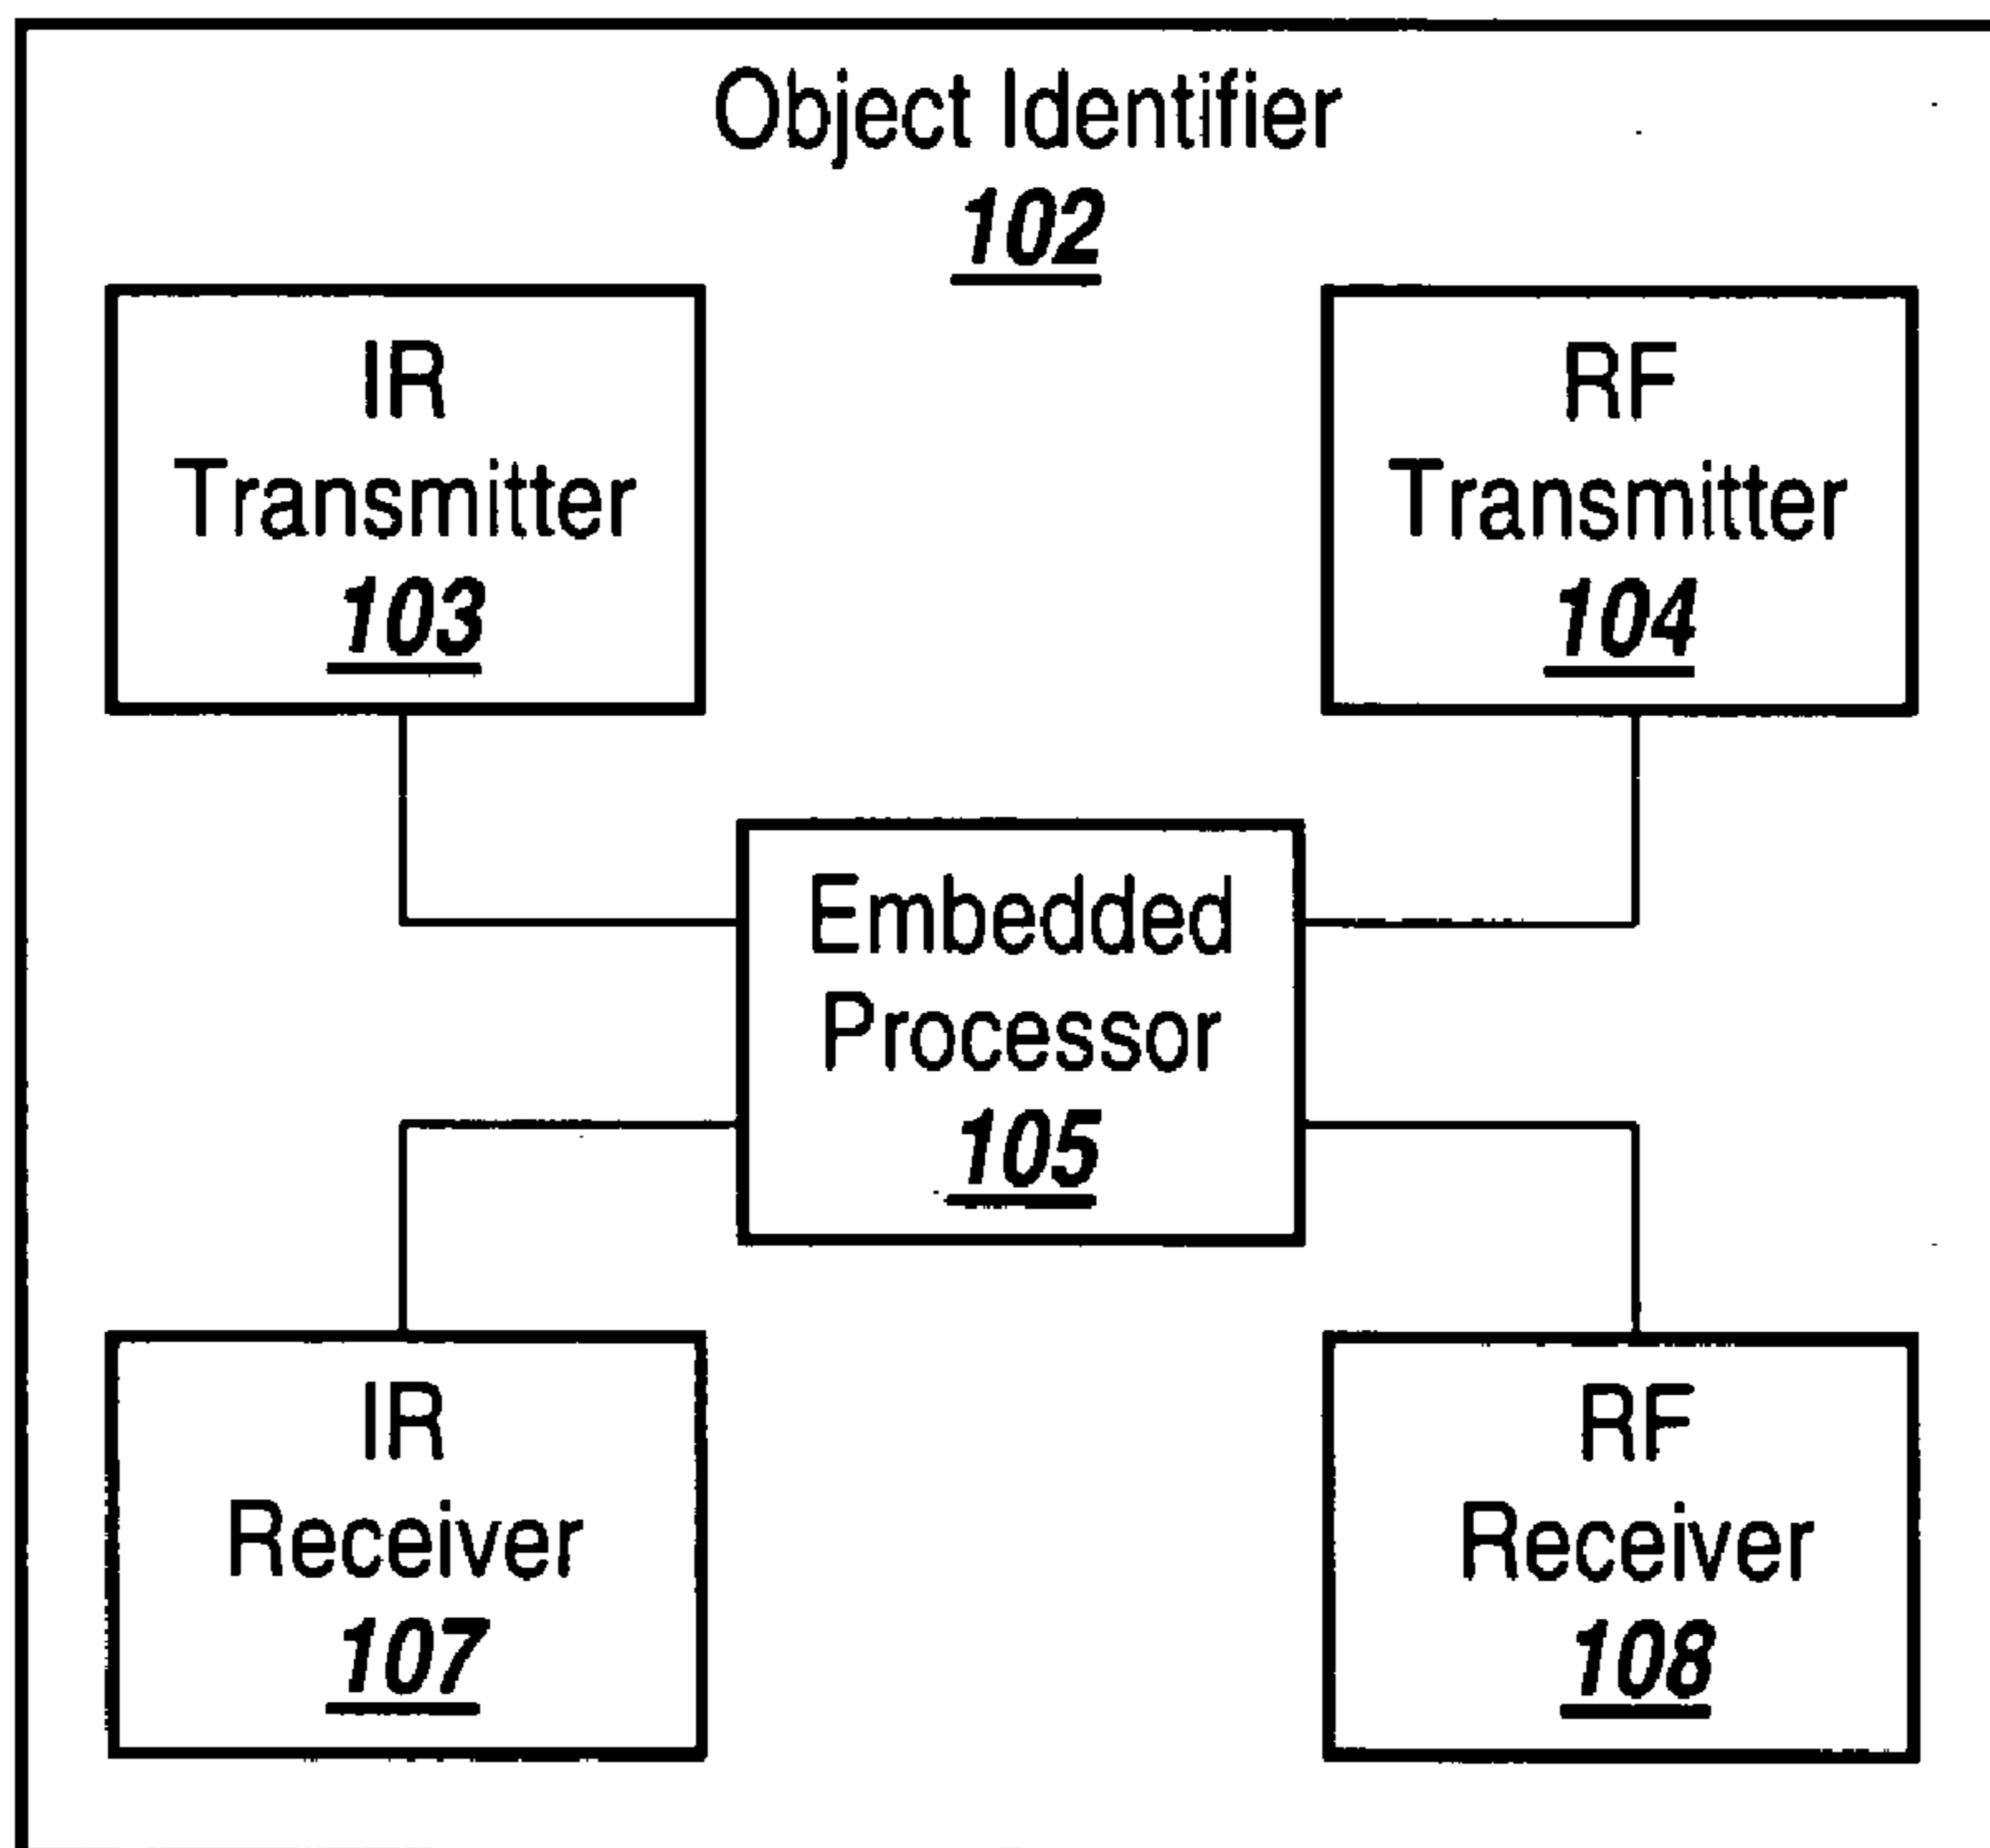 Object Identifier
102
IR
Transmitter
103
RF
Transmitter
104
Embedded
Processor
105
IR
Receiver
107
RF
Receiver
108